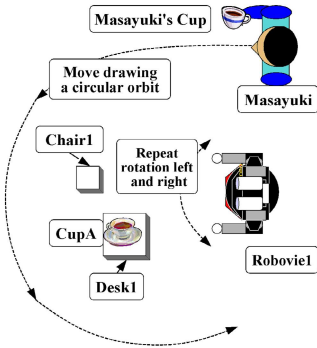 Masayuki's Cup
Move drawing
a circular orbit
Masayuki
Chair1
Repeat
rotation left
and right
CupA
Robovie1
Desk1